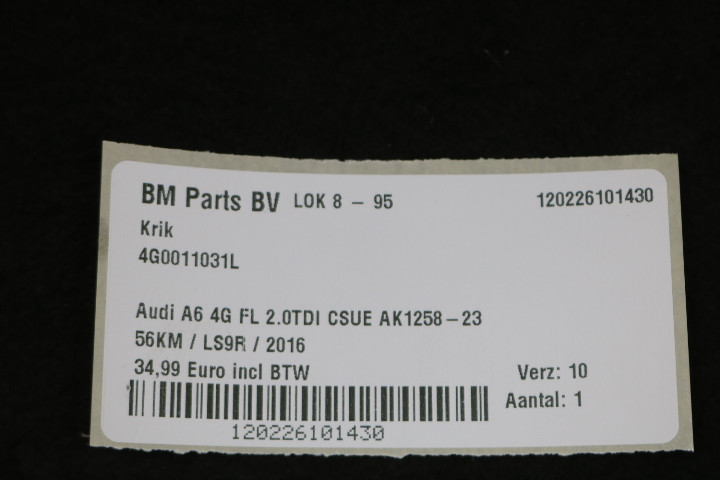 BM Parts BV LOK 8 - 95 120226101430
Krik
4G0011031L
Audi A6 4G FL 2.0TDI CSUE AK1258-23
56KM / LS9R / 2016
34,99 Euro incl BTW Verz: 10
Aantal: 1
120226101430